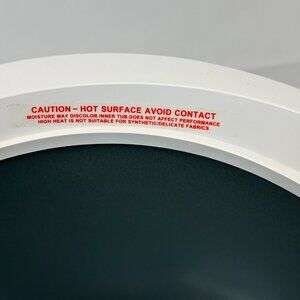 CAUTION – HOT SURFACE AVOID CONTACT
MOISTURE MAY DISCOLOR INNER TUB.DOES NOT AFFECT PERFORMANCE
HIGH HEAT IS NOT SUITABLE FOR SYNTHETIC/DELICATE FABRICS